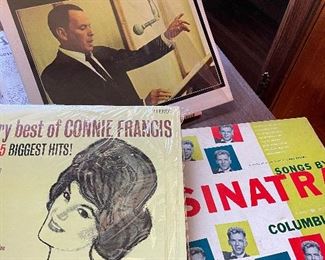 ry best of CONNIE FRANCIS
5 BIGGEST HITS!
SONGS BY
SINATRA
COLUMBI